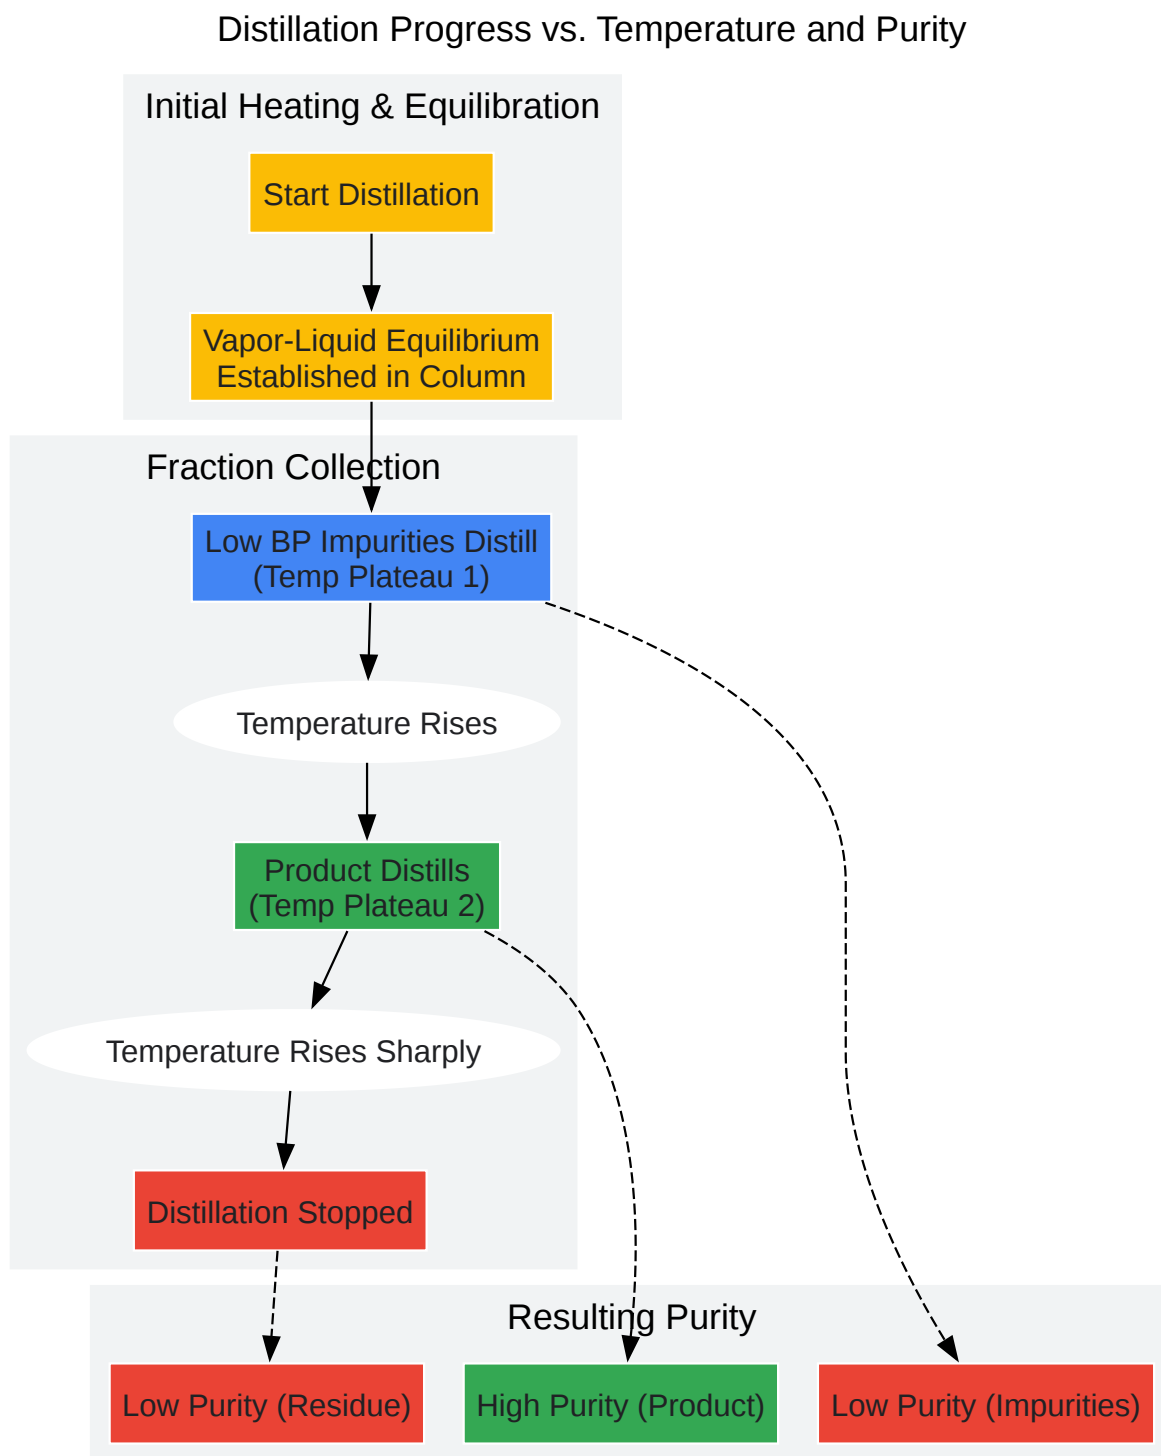 Distillation Progress vs. Temperature and Purity
Initial Heating & Equilibration
Start Distillation
Vapor-Liquid Equilibrium
Established in Column
Fraction Collection
Low BP Impurities Distill
(Temp Plateau 1)
Temperature Rises
Product Distills
(Temp Plateau 2)
Temperature Rises Sharply
Distillation Stopped
Resulting Purity
Low Purity (Residue)
High Purity (Product)
Low Purity (Impurities)